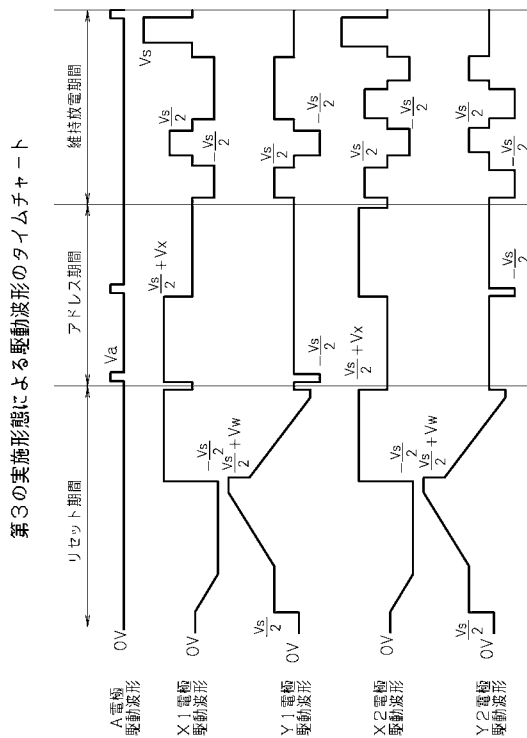 第3の実施形態による駆動波形のタイムチャート
リセット期間
アドレス期間
維持放電期間
A電極
駆動波形
0V
Va
X1電極
駆動波形
0V
-Vs/2
Vs/2+Vx
Vs/2
-Vs/2
Vs
Y1電極
駆動波形
0V
Vs/2
Vs/2+Vw
-Vs/2
Vs/2
-Vs/2
X2電極
駆動波形
0V
-Vs/2
Vs/2+Vx
Vs/2
-Vs/2
Y2電極
駆動波形
0V
Vs/2
Vs/2+Vw
-Vs/2
Vs/2
-Vs/2